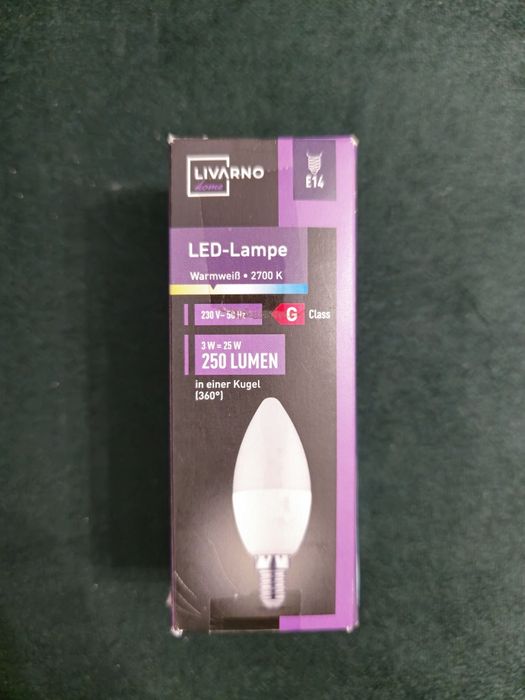 LIVARNO
home
E14
LED-Lampe
Warmweiß • 2700 K
230 V~ 50 Hz
G Class
3 W = 25 W
250 LUMEN
in einer Kugel
(360°)